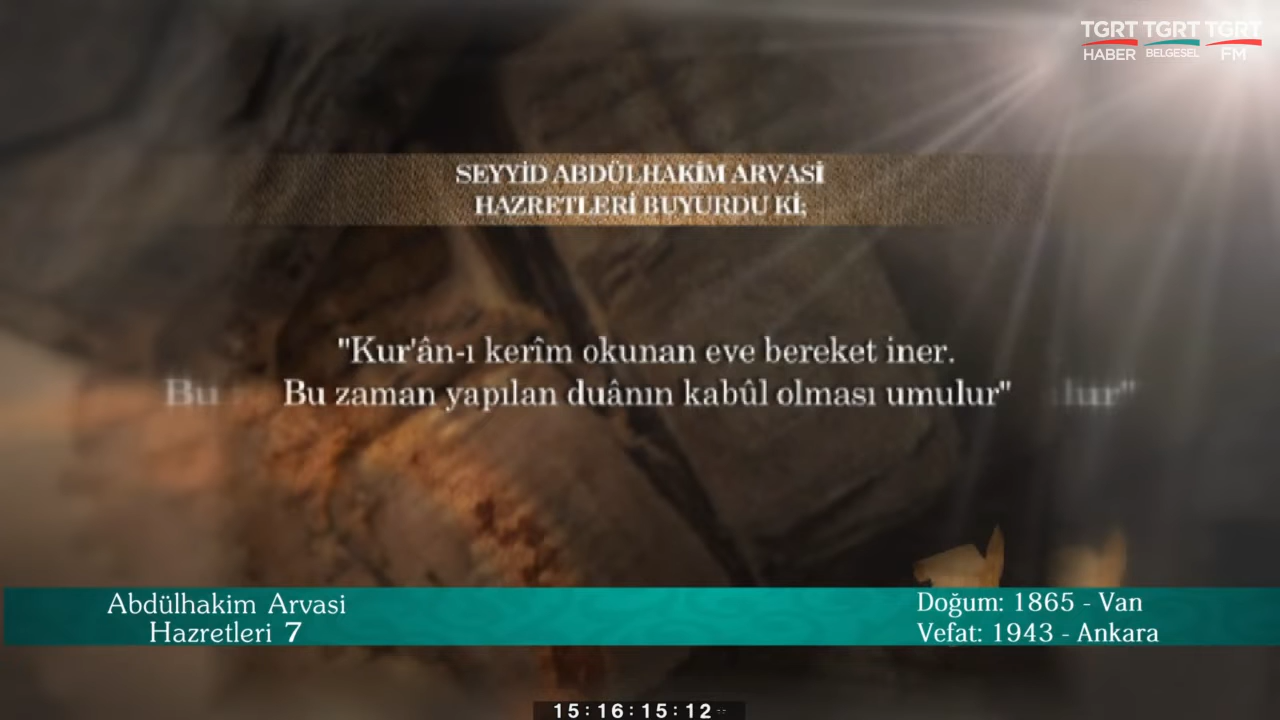 TGRT TGRT TGRT
HABER BELGESEL FM
SEYYİD ABDÜLHAKİM ARVASİ
HAZRETLERİ BUYURDU Kİ;
"Kur'ân-ı kerîm okunan eve bereket iner.
Bu zaman yapılan duânın kabûl olması umulur"
Abdülhakim Arvasi
Hazretleri 7
Doğum: 1865 - Van
Vefat: 1943 - Ankara
15:16:15:12